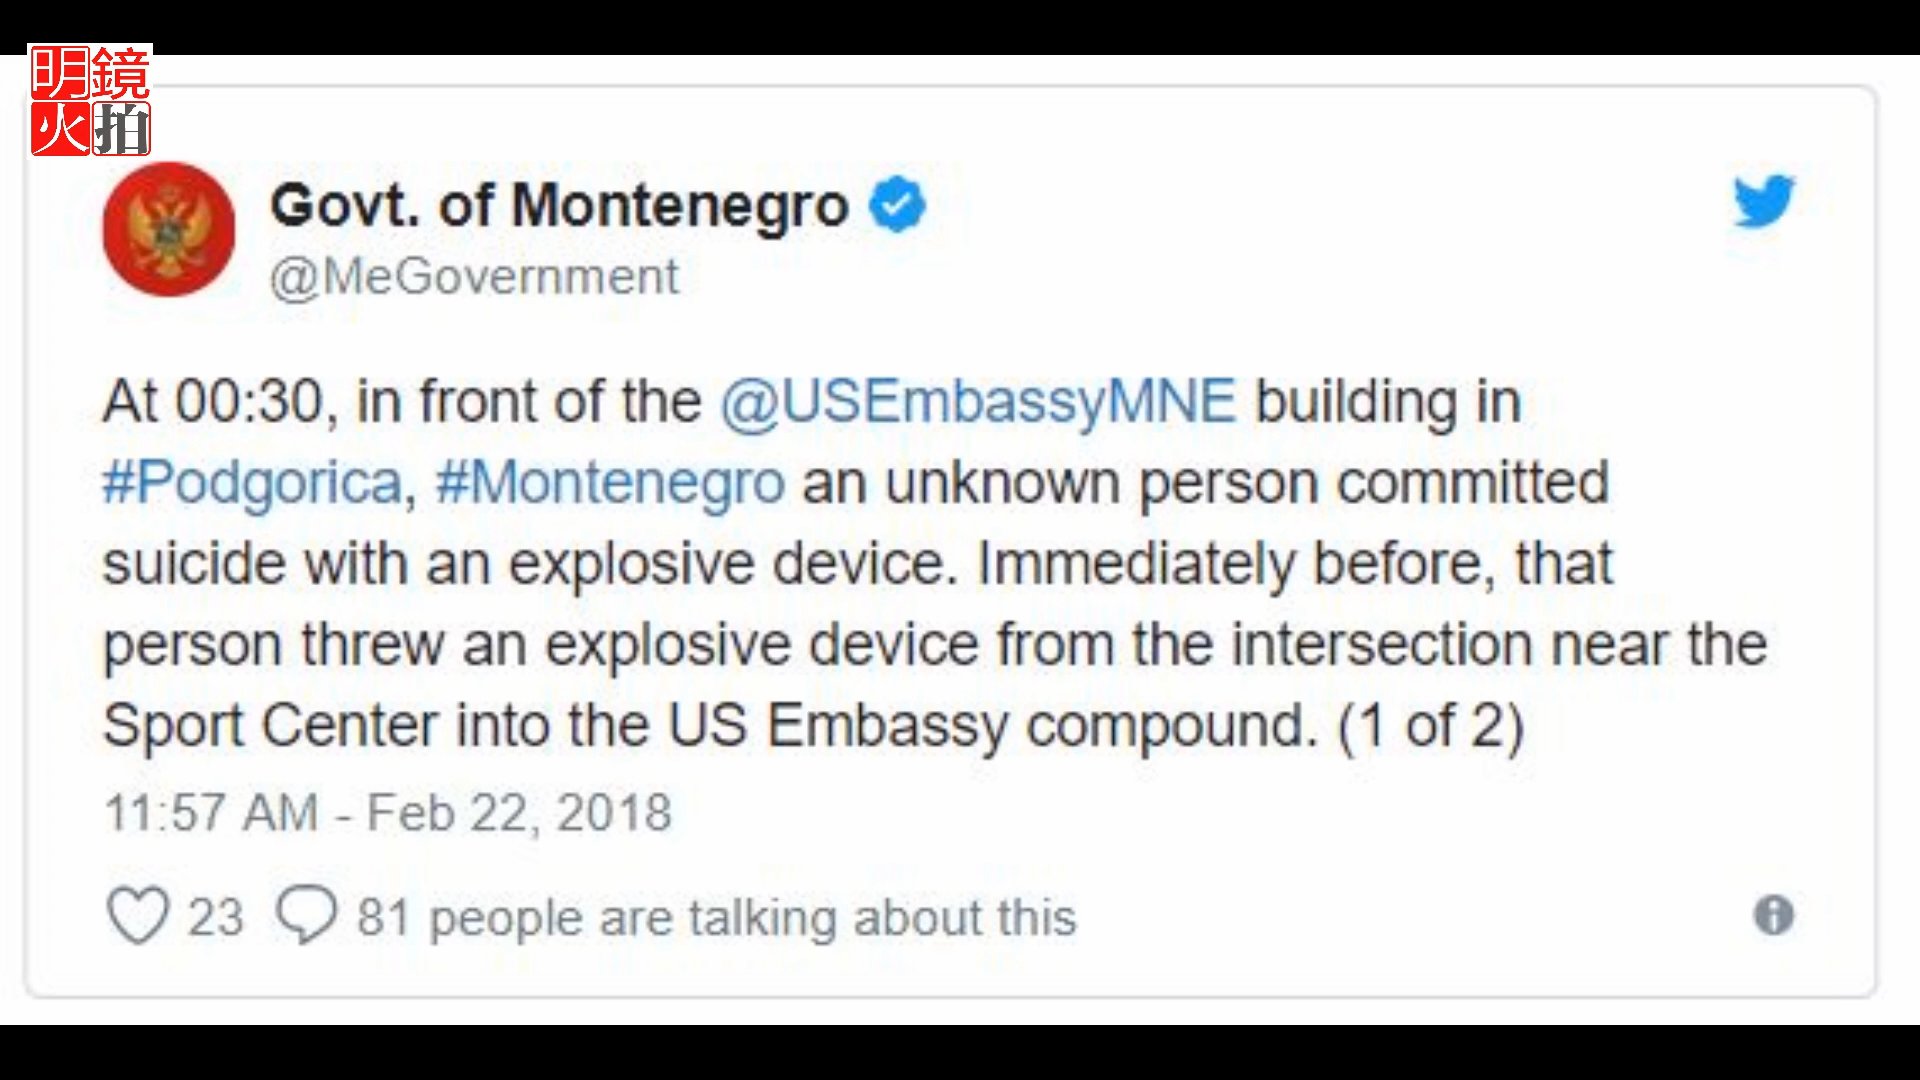 明鏡
火拍
Govt. of Montenegro
@MeGovernment
At 00:30, in front of the @USEmbassyMNE building in
#Podgorica, #Montenegro an unknown person committed
suicide with an explosive device. Immediately before, that
person threw an explosive device from the intersection near the
Sport Center into the US Embassy compound. (1 of 2)
11:57 AM - Feb 22, 2018
23 81 people are talking about this